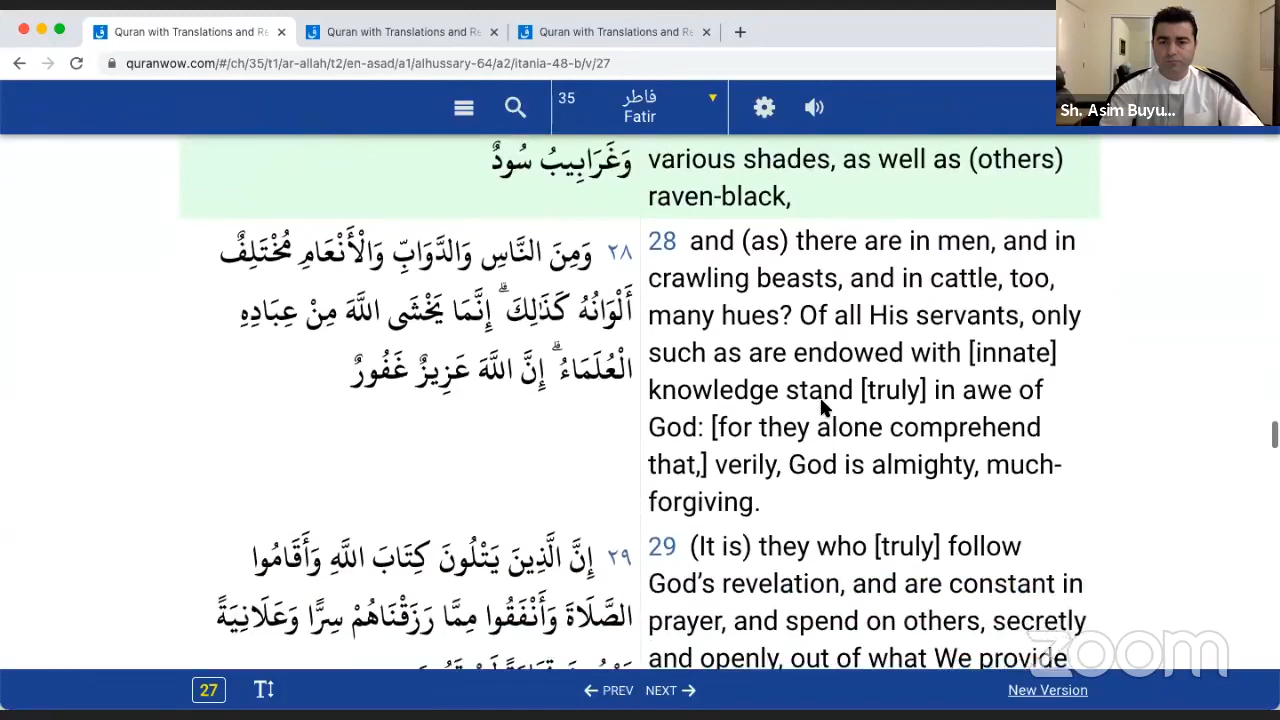 Quran with Translations and Re
Quran with Translations and Re
Quran with Translations and Re
quranwow.com/#/ch/35/t1/ar-allah/t2/en-asad/a1/alhussary-64/a2/itania-48-b/v/27
Sh. Asim Buyu...
35
فاطر
Fatir
وَغَرَابِيبُ سُودٌ
various shades, as well as (others)
raven-black,
٢٨ وَمِنَ النَّاسِ وَالدَّوَابِّ وَالْأَنْعَامِ مُخْتَلِفٌ
أَلْوَانُهُ كَذَلِكَ ۗ إِنَّمَا يَخْشَى اللَّهَ مِنْ عِبَادِهِ
الْعُلَمَاءُ ۗ إِنَّ اللَّهَ عَزِيزٌ غَفُورٌ
28 and (as) there are in men, and in
crawling beasts, and in cattle, too,
many hues? Of all His servants, only
such as are endowed with [innate]
knowledge stand [truly] in awe of
God: [for they alone comprehend
that,] verily, God is almighty, much-
forgiving.
٢٩ إِنَّ الَّذِينَ يَتْلُونَ كِتَابَ اللَّهِ وَأَقَامُوا
الصَّلَاةَ وَأَنْفَقُوا مِمَّا رَزَقْنَاهُمْ سِرًّا وَعَلَانِيَةً
29 (It is) they who [truly] follow
God’s revelation, and are constant in
prayer, and spend on others, secretly
and openly, out of what We provide
zoom
27
PREV NEXT
New Version